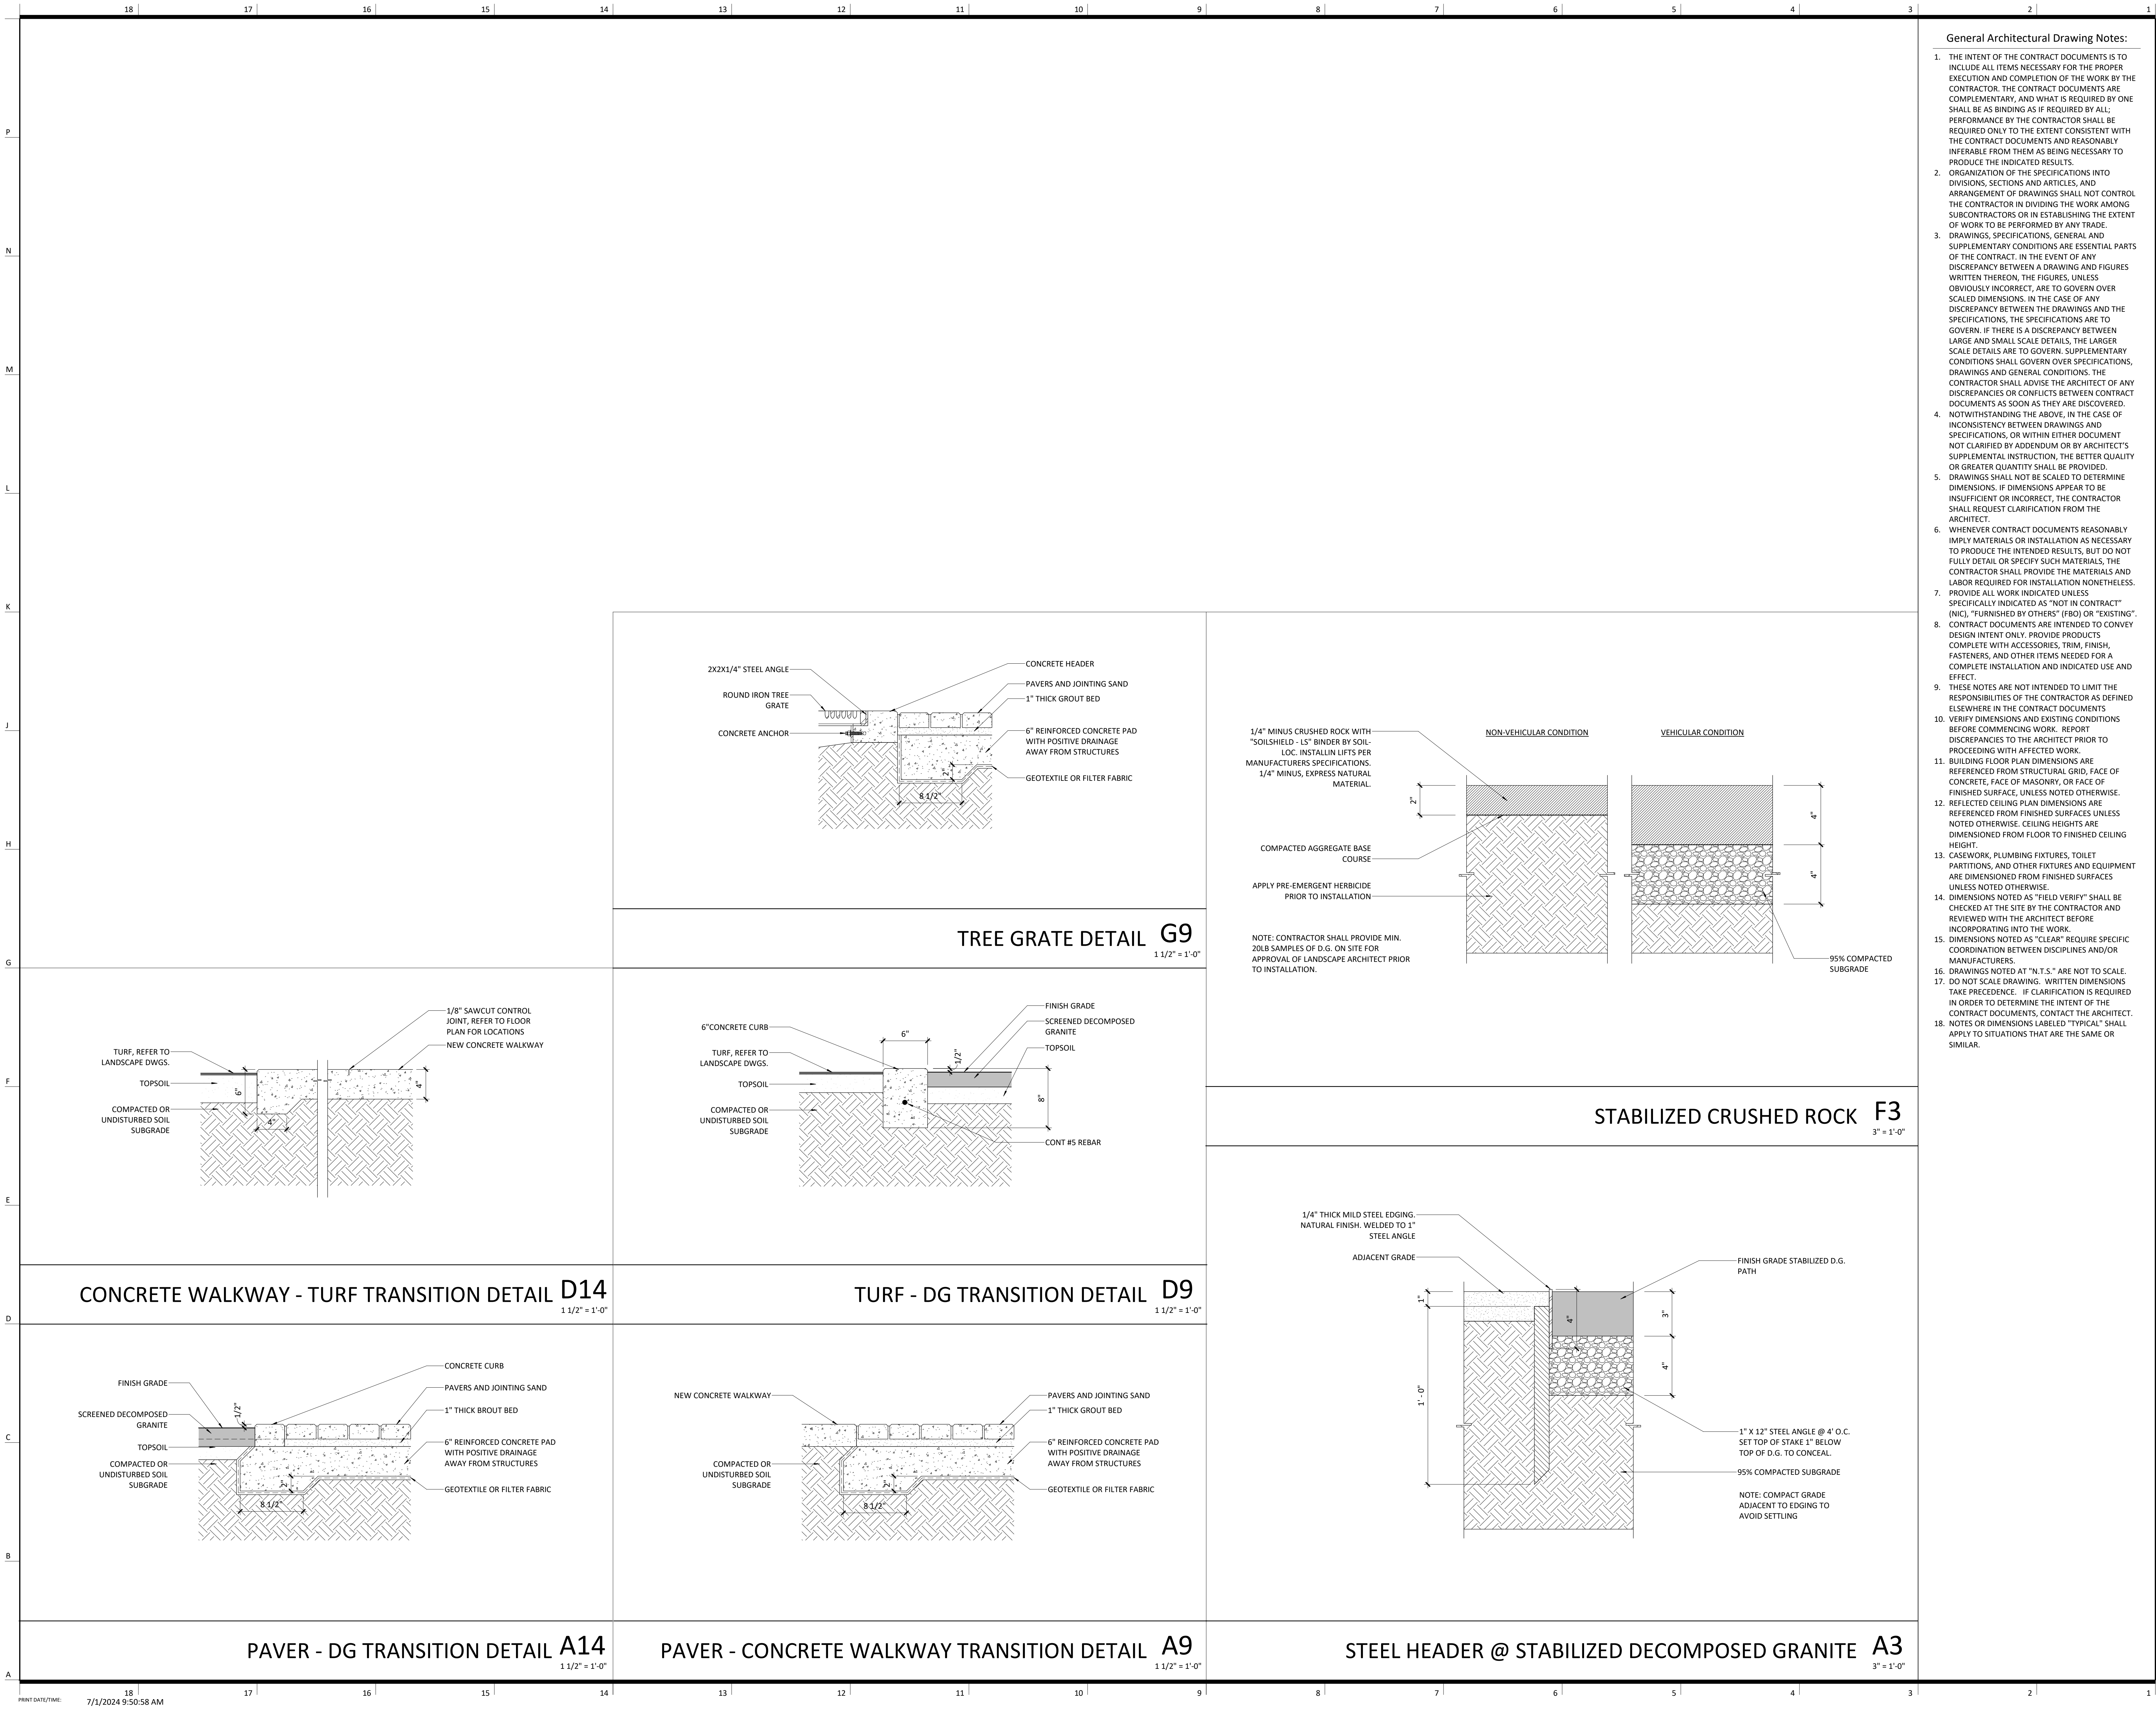 18 17 16 15 14 13 12 11 10 9 8 7 6 5 4 3 2 1
P
N
M
L
K
J
H
G
F
E
D
C
B
A
General Architectural Drawing Notes:
1. THE INTENT OF THE CONTRACT DOCUMENTS IS TO
INCLUDE ALL ITEMS NECESSARY FOR THE PROPER
EXECUTION AND COMPLETION OF THE WORK BY THE
CONTRACTOR. THE CONTRACT DOCUMENTS ARE
COMPLEMENTARY, AND WHAT IS REQUIRED BY ONE
SHALL BE AS BINDING AS IF REQUIRED BY ALL;
PERFORMANCE BY THE CONTRACTOR SHALL BE
REQUIRED ONLY TO THE EXTENT CONSISTENT WITH
THE CONTRACT DOCUMENTS AND REASONABLY
INFERABLE FROM THEM AS BEING NECESSARY TO
PRODUCE THE INDICATED RESULTS.
2. ORGANIZATION OF THE SPECIFICATIONS INTO
DIVISIONS, SECTIONS AND ARTICLES, AND
ARRANGEMENT OF DRAWINGS SHALL NOT CONTROL
THE CONTRACTOR IN DIVIDING THE WORK AMONG
SUBCONTRACTORS OR IN ESTABLISHING THE EXTENT
OF WORK TO BE PERFORMED BY ANY TRADE.
3. DRAWINGS, SPECIFICATIONS, GENERAL AND
SUPPLEMENTARY CONDITIONS ARE ESSENTIAL PARTS
OF THE CONTRACT. IN THE EVENT OF ANY
DISCREPANCY BETWEEN A DRAWING AND FIGURES
WRITTEN THEREON, THE FIGURES, UNLESS
OBVIOUSLY INCORRECT, ARE TO GOVERN OVER
SCALED DIMENSIONS. IN THE CASE OF ANY
DISCREPANCY BETWEEN THE DRAWINGS AND THE
SPECIFICATIONS, THE SPECIFICATIONS ARE TO
GOVERN. IF THERE IS A DISCREPANCY BETWEEN
LARGE AND SMALL SCALE DETAILS, THE LARGER
SCALE DETAILS ARE TO GOVERN. SUPPLEMENTARY
CONDITIONS SHALL GOVERN OVER SPECIFICATIONS,
DRAWINGS AND GENERAL CONDITIONS. THE
CONTRACTOR SHALL ADVISE THE ARCHITECT OF ANY
DISCREPANCIES OR CONFLICTS BETWEEN CONTRACT
DOCUMENTS AS SOON AS THEY ARE DISCOVERED.
4. NOTWITHSTANDING THE ABOVE, IN THE CASE OF
INCONSISTENCY BETWEEN DRAWINGS AND
SPECIFICATIONS, OR WITHIN EITHER DOCUMENT
NOT CLARIFIED BY ADDENDUM OR BY ARCHITECT'S
SUPPLEMENTAL INSTRUCTION, THE BETTER QUALITY
OR GREATER QUANTITY SHALL BE PROVIDED.
5. DRAWINGS SHALL NOT BE SCALED TO DETERMINE
DIMENSIONS. IF DIMENSIONS APPEAR TO BE
INSUFFICIENT OR INCORRECT, THE CONTRACTOR
SHALL REQUEST CLARIFICATION FROM THE
ARCHITECT.
6. WHENEVER CONTRACT DOCUMENTS REASONABLY
IMPLY MATERIALS OR INSTALLATION AS NECESSARY
TO PRODUCE THE INTENDED RESULTS, BUT DO NOT
FULLY DETAIL OR SPECIFY SUCH MATERIALS, THE
CONTRACTOR SHALL PROVIDE THE MATERIALS AND
LABOR REQUIRED FOR INSTALLATION NONETHELESS.
7. PROVIDE ALL WORK INDICATED UNLESS
SPECIFICALLY INDICATED AS "NOT IN CONTRACT"
(NIC), "FURNISHED BY OTHERS" (FBO) OR "EXISTING".
8. CONTRACT DOCUMENTS ARE INTENDED TO CONVEY
DESIGN INTENT ONLY. PROVIDE PRODUCTS
COMPLETE WITH ACCESSORIES, TRIM, FINISH,
FASTENERS, AND OTHER ITEMS NEEDED FOR A
COMPLETE INSTALLATION AND INDICATED USE AND
EFFECT.
9. THESE NOTES ARE NOT INTENDED TO LIMIT THE
RESPONSIBILITIES OF THE CONTRACTOR AS DEFINED
ELSEWHERE IN THE CONTRACT DOCUMENTS
10. VERIFY DIMENSIONS AND EXISTING CONDITIONS
BEFORE COMMENCING WORK. REPORT
DISCREPANCIES TO THE ARCHITECT PRIOR TO
PROCEEDING WITH AFFECTED WORK.
11. BUILDING FLOOR PLAN DIMENSIONS ARE
REFERENCED FROM STRUCTURAL GRID, FACE OF
CONCRETE, FACE OF MASONRY, OR FACE OF
FINISHED SURFACE, UNLESS NOTED OTHERWISE.
12. REFLECTED CEILING PLAN DIMENSIONS ARE
REFERENCED FROM FINISHED SURFACES UNLESS
NOTED OTHERWISE. CEILING HEIGHTS ARE
DIMENSIONED FROM FLOOR TO FINISHED CEILING
HEIGHT.
13. CASEWORK, PLUMBING FIXTURES, TOILET
PARTITIONS, AND OTHER FIXTURES AND EQUIPMENT
ARE DIMENSIONED FROM FINISHED SURFACES
UNLESS NOTED OTHERWISE.
14. DIMENSIONS NOTED AS "FIELD VERIFY" SHALL BE
CHECKED AT THE SITE BY THE CONTRACTOR AND
REVIEWED WITH THE ARCHITECT BEFORE
INCORPORATING INTO THE WORK.
15. DIMENSIONS NOTED AS "CLEAR" REQUIRE SPECIFIC
COORDINATION BETWEEN DISCIPLINES AND/OR
MANUFACTURERS.
16. DRAWINGS NOTED AT "N.T.S." ARE NOT TO SCALE.
17. DO NOT SCALE DRAWING. WRITTEN DIMENSIONS
TAKE PRECEDENCE. IF CLARIFICATION IS REQUIRED
IN ORDER TO DETERMINE THE INTENT OF THE
CONTRACT DOCUMENTS, CONTACT THE ARCHITECT.
18. NOTES OR DIMENSIONS LABELED "TYPICAL" SHALL
APPLY TO SITUATIONS THAT ARE THE SAME OR
SIMILAR.
2X2X1/4" STEEL ANGLE
ROUND IRON TREE
GRATE
CONCRETE ANCHOR
CONCRETE HEADER
PAVERS AND JOINTING SAND
1" THICK GROUT BED
6" REINFORCED CONCRETE PAD
WITH POSITIVE DRAINAGE
AWAY FROM STRUCTURES
GEOTEXTILE OR FILTER FABRIC
2"
8 1/2"
TREE GRATE DETAIL G9
1 1/2" = 1'-0"
1/4" MINUS CRUSHED ROCK WITH
"SOILSHIELD - LS" BINDER BY SOIL-
LOC. INSTALLIN LIFTS PER
MANUFACTURERS SPECIFICATIONS.
1/4" MINUS, EXPRESS NATURAL
MATERIAL.
COMPACTED AGGREGATE BASE
COURSE
APPLY PRE-EMERGENT HERBICIDE
PRIOR TO INSTALLATION
NOTE: CONTRACTOR SHALL PROVIDE MIN.
20LB SAMPLES OF D.G. ON SITE FOR
APPROVAL OF LANDSCAPE ARCHITECT PRIOR
TO INSTALLATION.
NON-VEHICULAR CONDITION
VEHICULAR CONDITION
2"
4"
4"
95% COMPACTED
SUBGRADE
STABILIZED CRUSHED ROCK F3
3" = 1'-0"
TURF, REFER TO
LANDSCAPE DWGS.
TOPSOIL
COMPACTED OR
UNDISTURBED SOIL
SUBGRADE
1/8" SAWCUT CONTROL
JOINT, REFER TO FLOOR
PLAN FOR LOCATIONS
NEW CONCRETE WALKWAY
6"
4"
4"
CONCRETE WALKWAY - TURF TRANSITION DETAIL D14
1 1/2" = 1'-0"
6"CONCRETE CURB
TURF, REFER TO
LANDSCAPE DWGS.
TOPSOIL
COMPACTED OR
UNDISTURBED SOIL
SUBGRADE
6"
1/2"
8"
FINISH GRADE
SCREENED DECOMPOSED
GRANITE
TOPSOIL
CONT #5 REBAR
TURF - DG TRANSITION DETAIL D9
1 1/2" = 1'-0"
1/4" THICK MILD STEEL EDGING.
NATURAL FINISH. WELDED TO 1"
STEEL ANGLE
ADJACENT GRADE
1"
1' - 0"
4"
3"
4"
FINISH GRADE STABILIZED D.G.
PATH
1" X 12" STEEL ANGLE @ 4' O.C.
SET TOP OF STAKE 1" BELOW
TOP OF D.G. TO CONCEAL.
95% COMPACTED SUBGRADE
NOTE: COMPACT GRADE
ADJACENT TO EDGING TO
AVOID SETTLING
STEEL HEADER @ STABILIZED DECOMPOSED GRANITE A3
3" = 1'-0"
FINISH GRADE
SCREENED DECOMPOSED
GRANITE
TOPSOIL
COMPACTED OR
UNDISTURBED SOIL
SUBGRADE
1/2"
2"
8 1/2"
CONCRETE CURB
PAVERS AND JOINTING SAND
1" THICK BROUT BED
6" REINFORCED CONCRETE PAD
WITH POSITIVE DRAINAGE
AWAY FROM STRUCTURES
GEOTEXTILE OR FILTER FABRIC
PAVER - DG TRANSITION DETAIL A14
1 1/2" = 1'-0"
NEW CONCRETE WALKWAY
COMPACTED OR
UNDISTURBED SOIL
SUBGRADE
2"
8 1/2"
PAVERS AND JOINTING SAND
1" THICK GROUT BED
6" REINFORCED CONCRETE PAD
WITH POSITIVE DRAINAGE
AWAY FROM STRUCTURES
GEOTEXTILE OR FILTER FABRIC
PAVER - CONCRETE WALKWAY TRANSITION DETAIL A9
1 1/2" = 1'-0"
18 17 16 15 14 13 12 11 10 9 8 7 6 5 4 3 2 1
PRINT DATE/TIME: 7/1/2024 9:50:58 AM